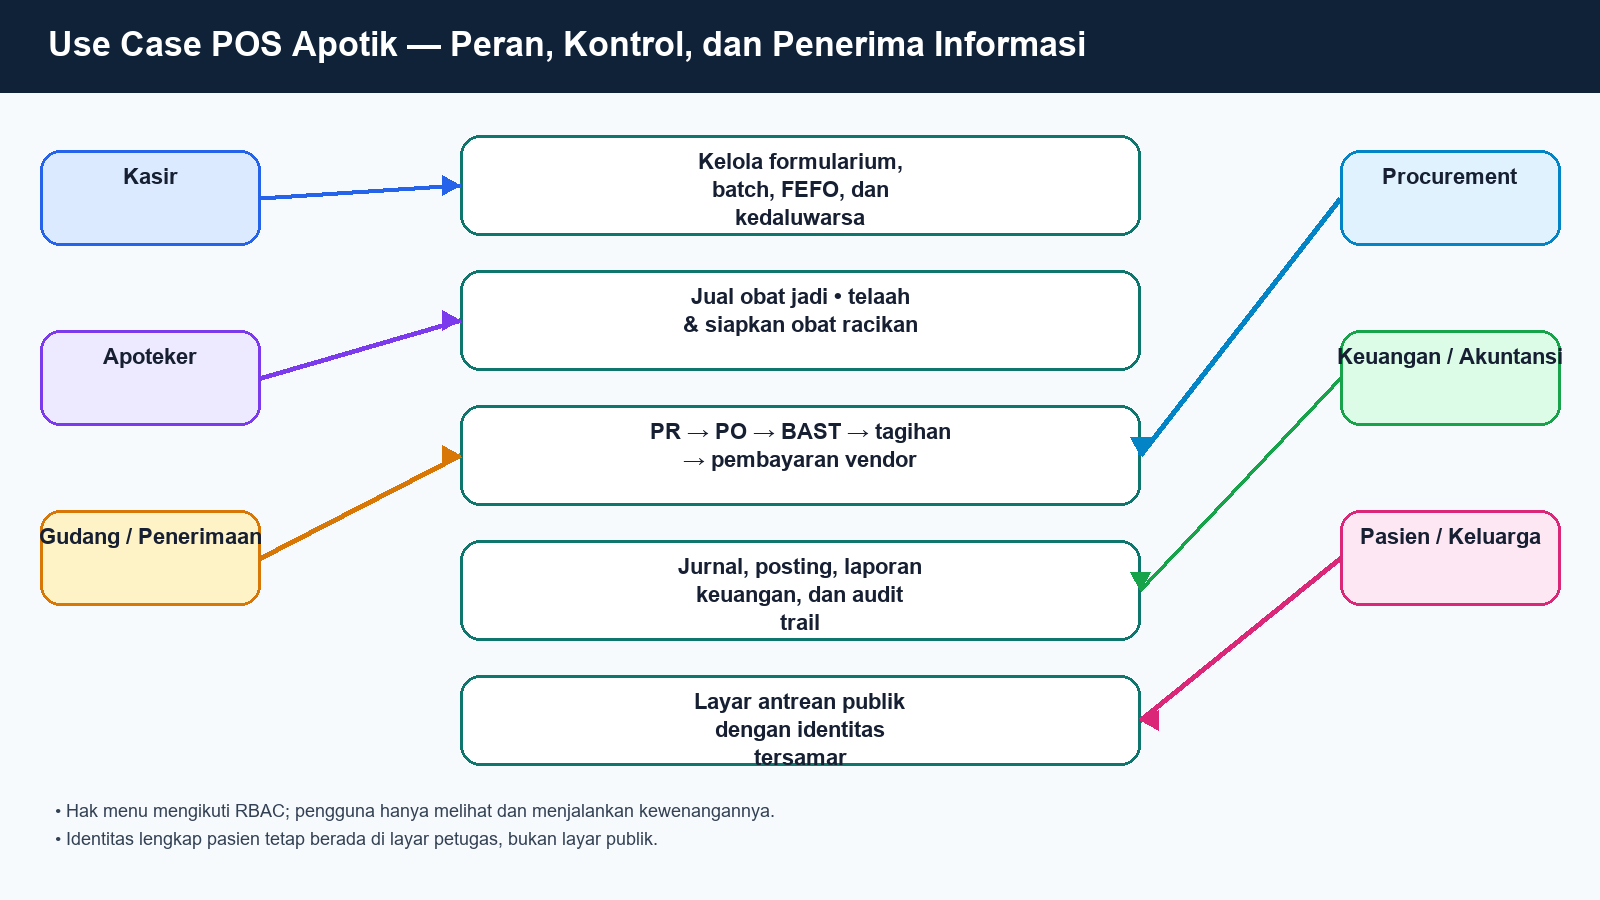 Use Case POS Apotik — Peran, Kontrol, dan Penerima Informasi
Kasir
Apoteker
Gudang / Penerimaan
Kelola formularium,
batch, FEFO, dan
kedaluwarsa
Jual obat jadi • telaah
& siapkan obat racikan
PR → PO → BAST → tagihan
→ pembayaran vendor
Jurnal, posting, laporan
keuangan, dan audit
trail
Layar antrean publik
dengan identitas
tersamar
Procurement
Keuangan / Akuntansi
Pasien / Keluarga
• Hak menu mengikuti RBAC; pengguna hanya melihat dan menjalankan kewenangannya.
• Identitas lengkap pasien tetap berada di layar petugas, bukan layar publik.